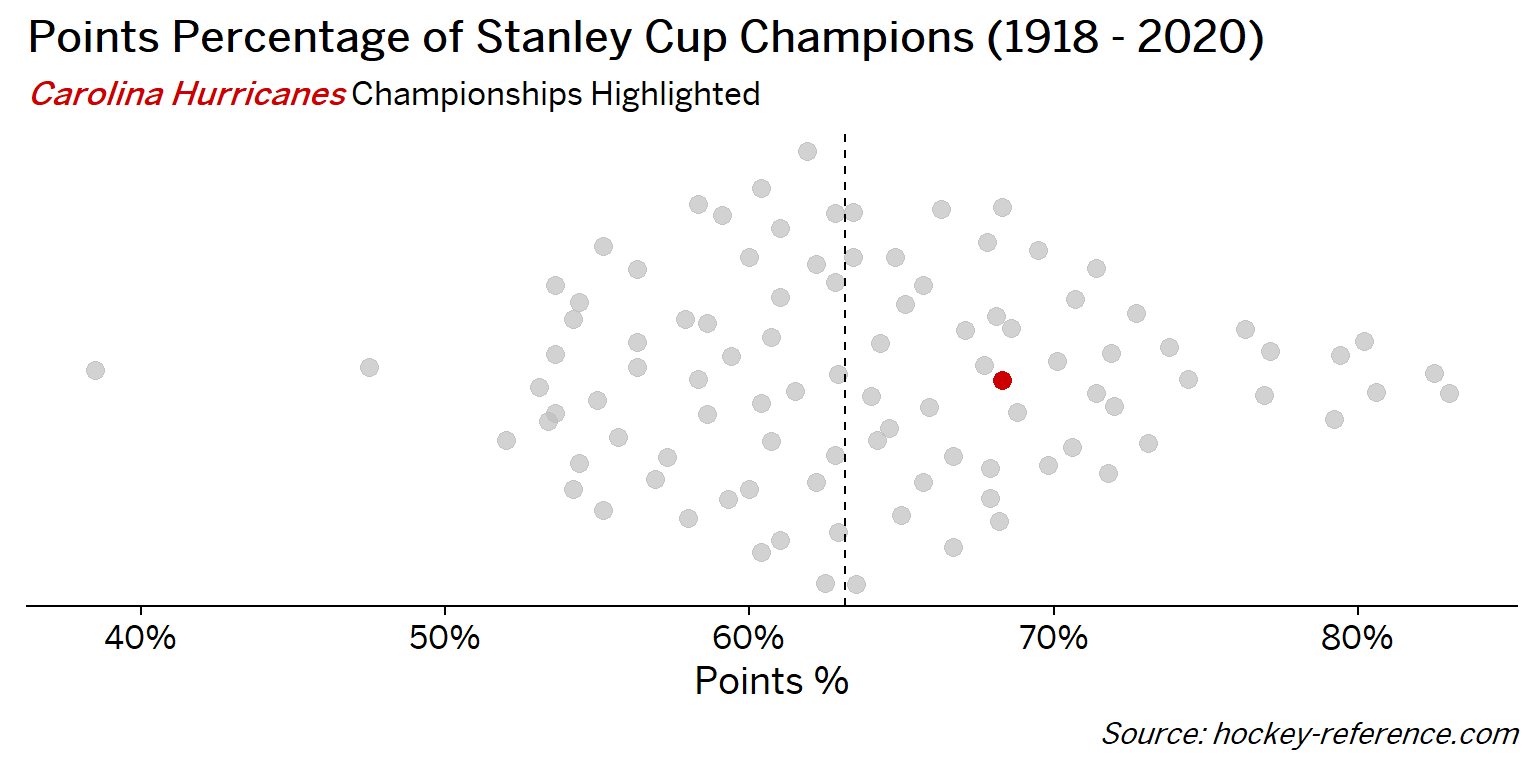 Points Percentage of Stanley Cup Champions (1918 - 2020)
Carolina Hurricanes Championships Highlighted
40% 50% 60% 70% 80%
Points %
Source: hockey-reference.com